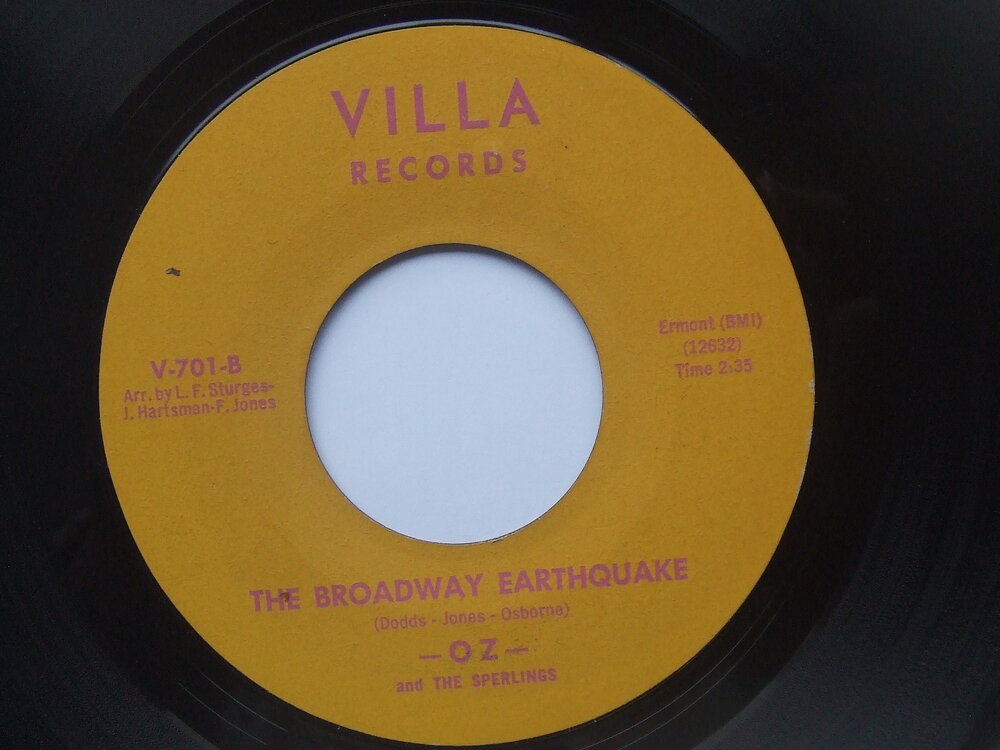 VILLA
RECORDS
V-701-B
Arr. by L. F. Sturges-
J. Hartsman-F. Jones
Ermont (BMI)
(12632)
Time 2:35
THE BROADWAY EARTHQUAKE
(Dodds - Jones - Osborne)
— OZ —
and THE SPERLINGS